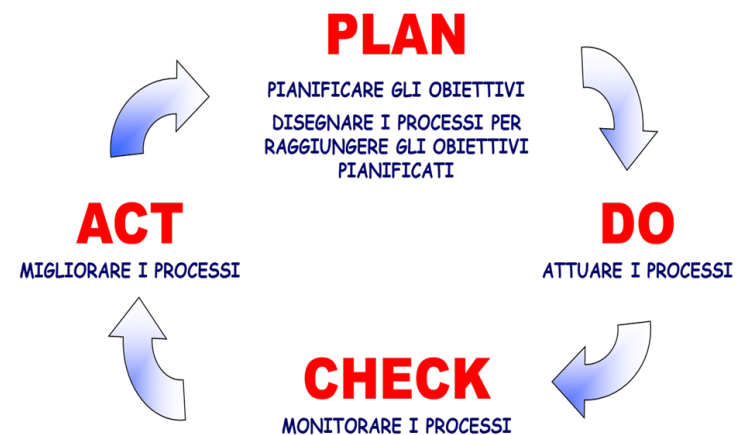 PLAN
PIANIFICARE GLI OBIETTIVI
DISEGNARE I PROCESSI PER
RAGGIUNGERE GLI OBIETTIVI
PIANIFICATI
ACT
MIGLIORARE I PROCESSI
DO
ATTUARE I PROCESSI
CHECK
MONITORARE I PROCESSI